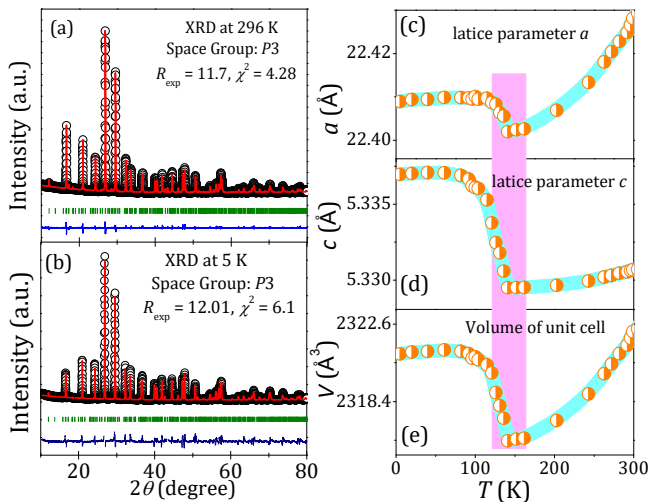 (a)
XRD at 296 K
Space Group: P3
R_exp = 11.7, χ² = 4.28
Intensity (a.u.)
(b)
XRD at 5 K
Space Group: P3
R_exp = 12.01, χ² = 6.1
Intensity (a.u.)
20 40 60 80
2θ (degree)
(c)
latice parameter a
22.42
22.40
a (Å)
latice parameter c
5.335
5.330
c (Å)
(d)
Volume of unit cell
2322.6
2318.4
V (Å³)
(e)
0 100 200 300
T (K)